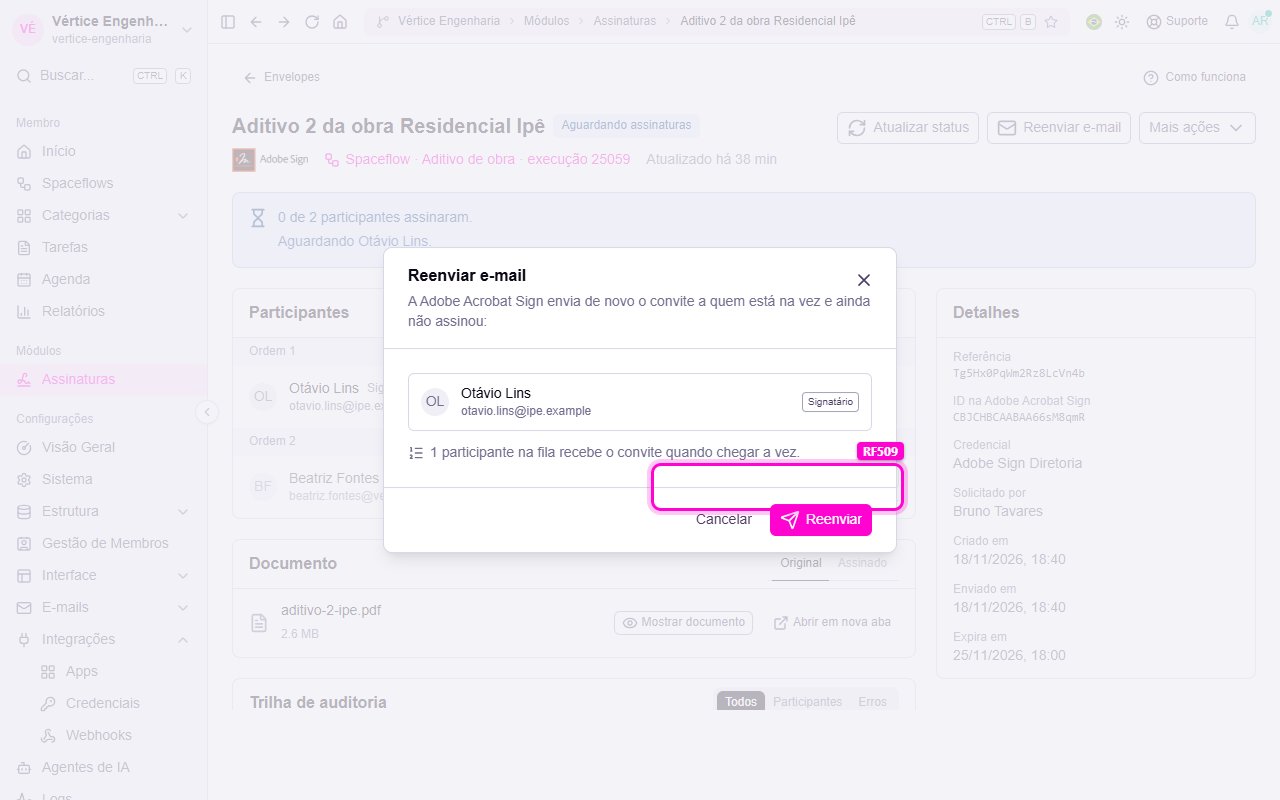 VÉ
Vértice Engenh...
vertice-engenharia
Vértice Engenharia
Módulos
Assinaturas
Aditivo 2 da obra Residencial Ipê
CTRL
B
Suporte
AR
Buscar...
CTRL
K
Membro
Início
Spaceflows
Categorias
Tarefas
Agenda
Relatórios
Módulos
Assinaturas
Configurações
Visão Geral
Sistema
Estrutura
Gestão de Membros
Interface
E-mails
Integrações
Apps
Credenciais
Webhooks
Agentes de IA
Logs
Envelopes
Como funciona
Aditivo 2 da obra Residencial Ipê
Aguardando assinaturas
Atualizar status
Reenviar e-mail
Mais ações
Adobe Sign
Spaceflow · Aditivo de obra · execução 25059
Atualizado há 38 min
0 de 2 participantes assinaram.
Aguardando Otávio Lins.
Participantes
Ordem 1
OL
Otávio Lins
otavio.lins@ipe.ex
Ordem 2
BF
Beatriz Fontes
beatriz.fontes@ve
Reenviar e-mail
A Adobe Acrobat Sign envia de novo o convite a quem está na vez e ainda
não assinou:
OL
Otávio Lins
otavio.lins@ipe.example
Signatário
1 participante na fila recebe o convite quando chegar a vez.
RF509
Cancelar
Reenviar
Documento
Original
Assinado
aditivo-2-ipe.pdf
2.6 MB
Mostrar documento
Abrir em nova aba
Trilha de auditoria
Todos
Participantes
Erros
Detalhes
Referência
Tg5Hx0PqWm2Rz8LcVn4b
ID na Adobe Acrobat Sign
CBJCHBCAABAA66sM8qmR
Credencial
Adobe Sign Diretoria
Solicitado por
Bruno Tavares
Criado em
18/11/2026, 18:40
Enviado em
18/11/2026, 18:40
Expira em
25/11/2026, 18:00